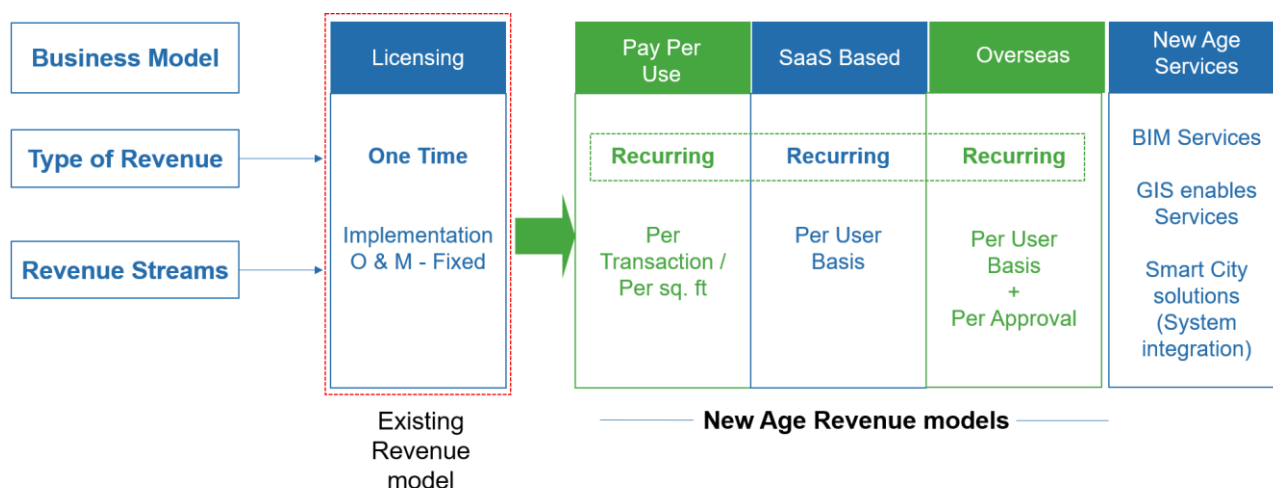 Business Model
Licensing
Pay Per
Use
SaaS Based
Overseas
New Age
Services
Type of Revenue
One Time
Recurring
Recurring
Recurring
Revenue Streams
Implementation
O & M - Fixed
Per
Transaction /
Per sq. ft
Per User
Basis
Per User
Basis
+
Per Approval
BIM Services
GIS enables
Services
Smart City
solutions
(System
integration)
Existing
Revenue
model
New Age Revenue models